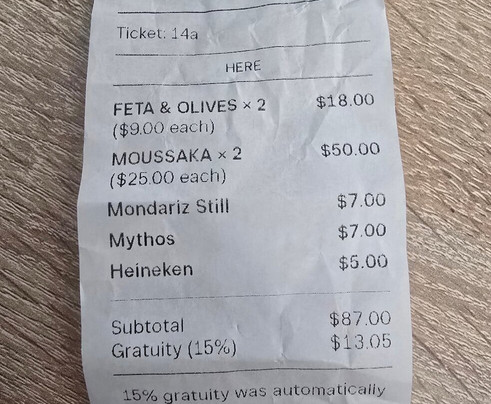 Ticket: 14a
HERE
FETA & OLIVES × 2 $18.00
($9.00 each)
MOUSSAKA × 2 $50.00
($25.00 each)
Mondariz Still $7.00
Mythos $7.00
Heineken $5.00
Subtotal $87.00
Gratuity (15%) $13.05
15% gratuity was automatically